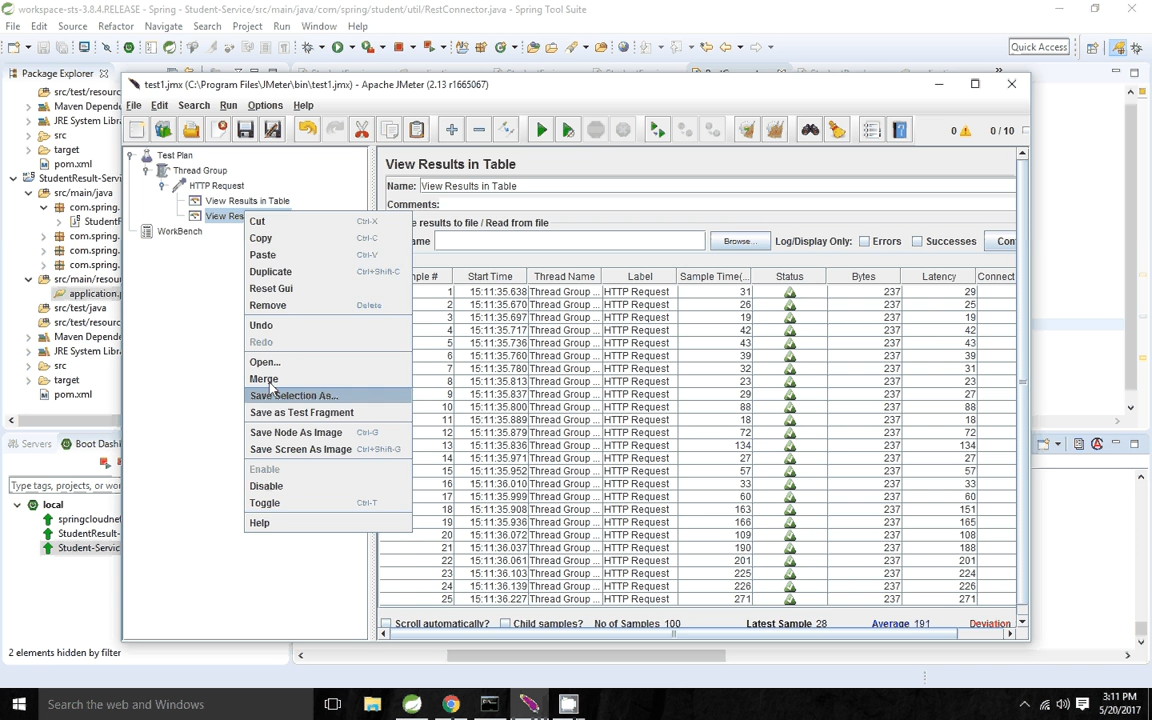 workspace-sts-3.8.4.RELEASE - Spring - Student-Service/src/main/java/com/spring/student/util/RestConnector.java - Spring Tool Suite
File Edit Source Refactor Navigate Search Project Run Window Help
Quick Access
Package Explorer
src/test/resourc
Maven Depende
JRE System Libra
src
target
pom.xml
StudentResult-Servi
src/main/java
com.spring.
StudentR
com.spring.
com.spring.
com.spring.
src/main/resour
application.p
src/test/java
src/test/resourc
Maven Depende
JRE System Libra
src
target
pom.xml
Servers Boot Dashl
Type tags, projects, or wor
local
springcloudnet
StudentResult-
Student-Servic
2 elements hidden by filter
test1.jmx (C:\Program Files\JMeter\bin\test1.jmx) - Apache JMeter (2.13 r1665067)
File Edit Search Run Options Help
0 0 / 10
Test Plan
Thread Group
HTTP Request
View Results in Table
View Res
WorkBench
Cut Ctrl-X
Copy Ctrl-C
Paste Ctrl-V
Duplicate Ctrl+Shift-C
Reset Gui
Remove Delete
Undo
Redo
Open...
Merge
Save Selection As...
Save as Test Fragment
Save Node As Image Ctrl-G
Save Screen As Image Ctrl+Shift-G
Enable
Disable
Toggle Ctrl-T
Help
View Results in Table
Name: View Results in Table
Comments:
e results to file / Read from file
ame Browse... Log/Display Only: Errors Successes Con
ple # Start Time Thread Name Label Sample Time(... Status Bytes Latency Connect
1 15:11:35.638 Thread Group ... HTTP Request 31 237 29
2 15:11:35.670 Thread Group ... HTTP Request 26 237 25
3 15:11:35.697 Thread Group ... HTTP Request 19 237 19
4 15:11:35.717 Thread Group ... HTTP Request 42 237 42
5 15:11:35.736 Thread Group ... HTTP Request 43 237 43
6 15:11:35.760 Thread Group ... HTTP Request 39 237 39
7 15:11:35.780 Thread Group ... HTTP Request 32 237 31
8 15:11:35.813 Thread Group ... HTTP Request 23 237 23
9 15:11:35.837 Thread Group ... HTTP Request 29 237 27
10 15:11:35.800 Thread Group ... HTTP Request 88 237 88
11 15:11:35.889 Thread Group ... HTTP Request 18 237 18
12 15:11:35.879 Thread Group ... HTTP Request 72 237 72
13 15:11:35.836 Thread Group ... HTTP Request 134 237 134
14 15:11:35.971 Thread Group ... HTTP Request 27 237 27
15 15:11:35.952 Thread Group ... HTTP Request 57 237 57
16 15:11:36.010 Thread Group ... HTTP Request 33 237 33
17 15:11:35.999 Thread Group ... HTTP Request 60 237 60
18 15:11:35.908 Thread Group ... HTTP Request 163 237 151
19 15:11:35.936 Thread Group ... HTTP Request 166 237 165
20 15:11:36.072 Thread Group ... HTTP Request 109 237 108
21 15:11:36.037 Thread Group ... HTTP Request 190 237 188
22 15:11:36.061 Thread Group ... HTTP Request 201 237 201
23 15:11:36.103 Thread Group ... HTTP Request 225 237 224
24 15:11:36.139 Thread Group ... HTTP Request 226 237 226
25 15:11:36.227 Thread Group ... HTTP Request 271 237 271
Scroll automatically? Child samples? No of Samples 100 Latest Sample 28 Average 191 Deviation
Search the web and Windows
3:11 PM
5/20/2017